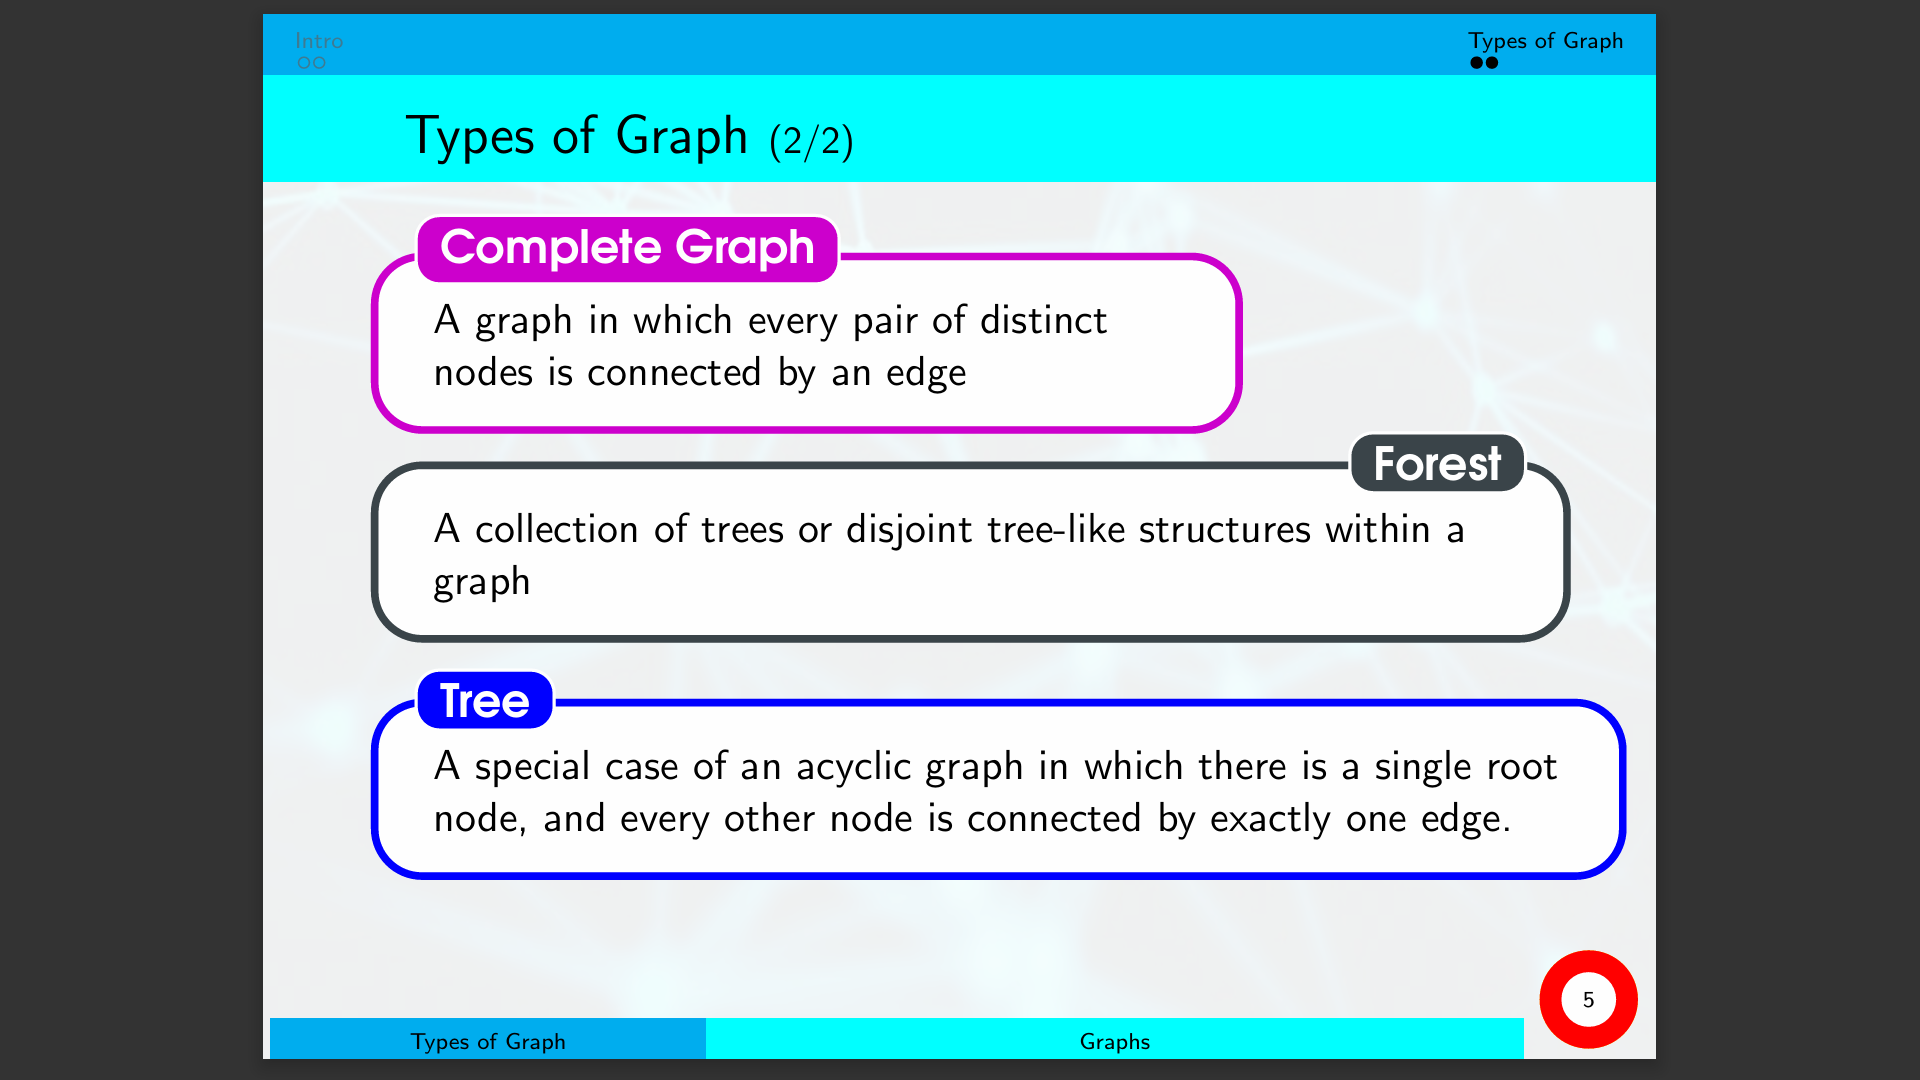 Intro
Types of Graph
Types of Graph (2/2)
Complete Graph
A graph in which every pair of distinct
nodes is connected by an edge
Forest
A collection of trees or disjoint tree-like structures within a
graph
Tree
A special case of an acyclic graph in which there is a single root
node, and every other node is connected by exactly one edge.
5
Types of Graph
Graphs